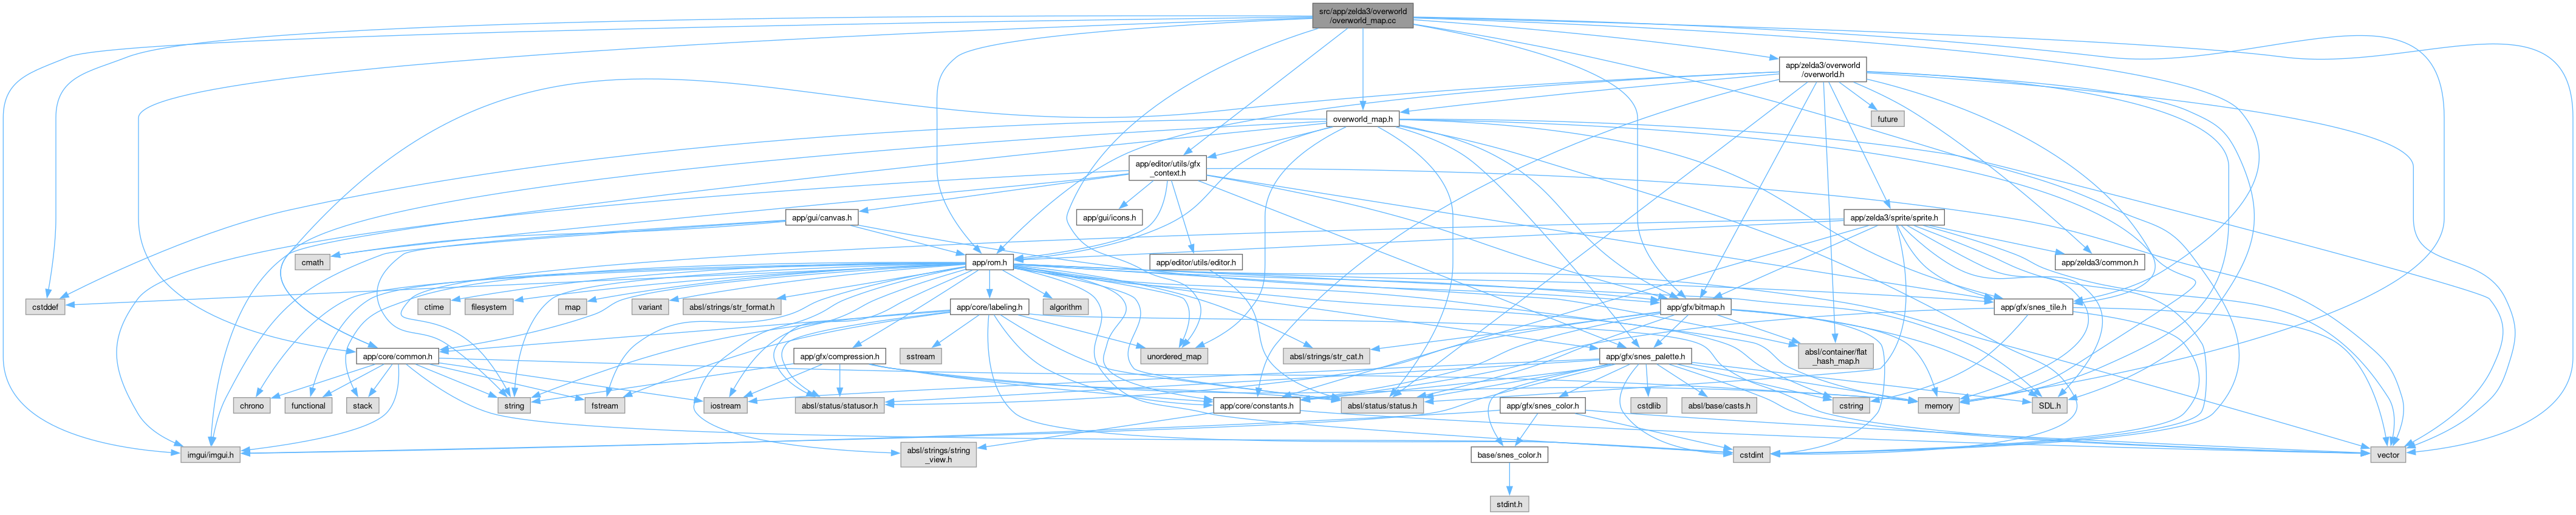 src/app/zelda3/overworld
/overworld_map.cc
app/zelda3/overworld
/overworld.h
overworld_map.h
future
app/editor/utils/gfx
_context.h
app/gui/canvas.h
app/gui/icons.h
app/zelda3/sprite/sprite.h
cmath
app/rom.h
app/editor/utils/editor.h
app/zelda3/common.h
cstddef
ctime
filesystem
map
variant
absl/strings/str_format.h
app/core/labeling.h
algorithm
app/gfx/bitmap.h
app/gfx/snes_tile.h
app/core/common.h
sstream
app/gfx/compression.h
unordered_map
absl/strings/str_cat.h
app/gfx/snes_palette.h
absl/container/flat
_hash_map.h
chrono
functional
stack
string
fstream
iostream
absl/status/statusor.h
app/core/constants.h
absl/status/status.h
app/gfx/snes_color.h
cstdlib
absl/base/casts.h
cstring
memory
SDL.h
imgui/imgui.h
absl/strings/string
_view.h
base/snes_color.h
cstdint
vector
stdint.h